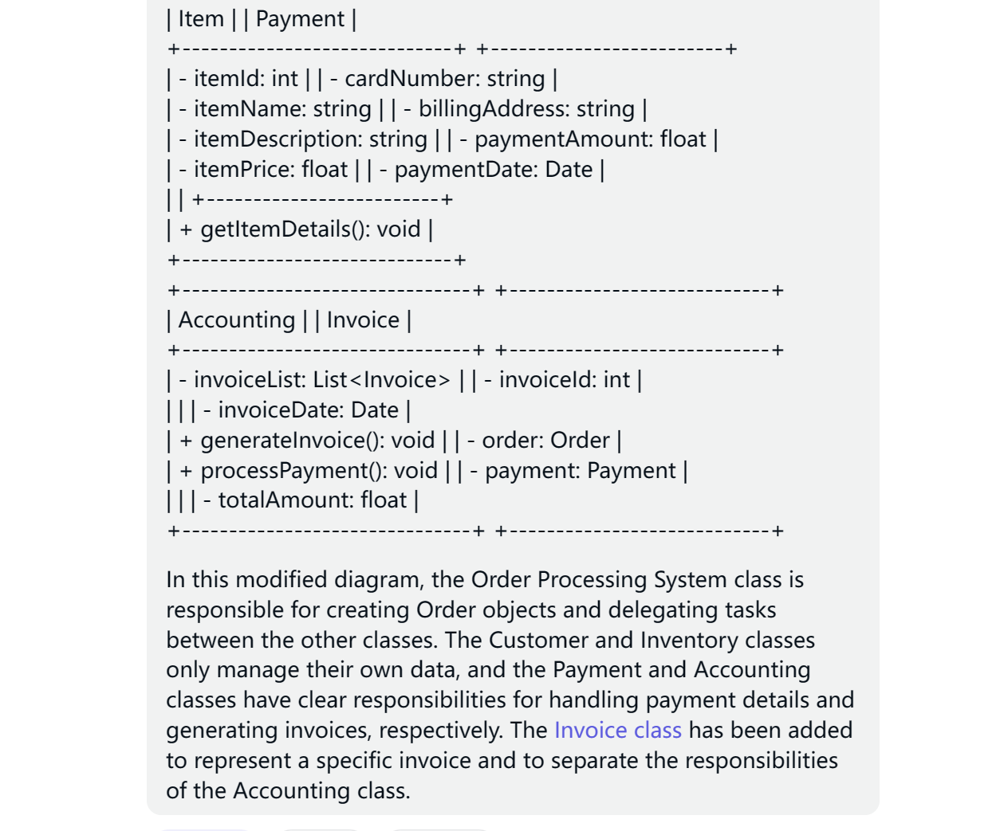 | Item | | Payment |
+-----------------------------+ +-------------------------+
| - itemId: int | | - cardNumber: string |
| - itemName: string | | - billingAddress: string |
| - itemDescription: string | | - paymentAmount: float |
| - itemPrice: float | | - paymentDate: Date |
| | +-------------------------+
| + getItemDetails(): void |
+-----------------------------+
+-------------------------------+ +----------------------------+
| Accounting | | Invoice |
+-------------------------------+ +----------------------------+
| - invoiceList: List<Invoice> | | - invoiceId: int |
| | | - invoiceDate: Date |
| + generateInvoice(): void | | - order: Order |
| + processPayment(): void | | - payment: Payment |
| | | - totalAmount: float |
+-------------------------------+ +----------------------------+
In this modified diagram, the Order Processing System class is
responsible for creating Order objects and delegating tasks
between the other classes. The Customer and Inventory classes
only manage their own data, and the Payment and Accounting
classes have clear responsibilities for handling payment details and
generating invoices, respectively. The Invoice class has been added
to represent a specific invoice and to separate the responsibilities
of the Accounting class.